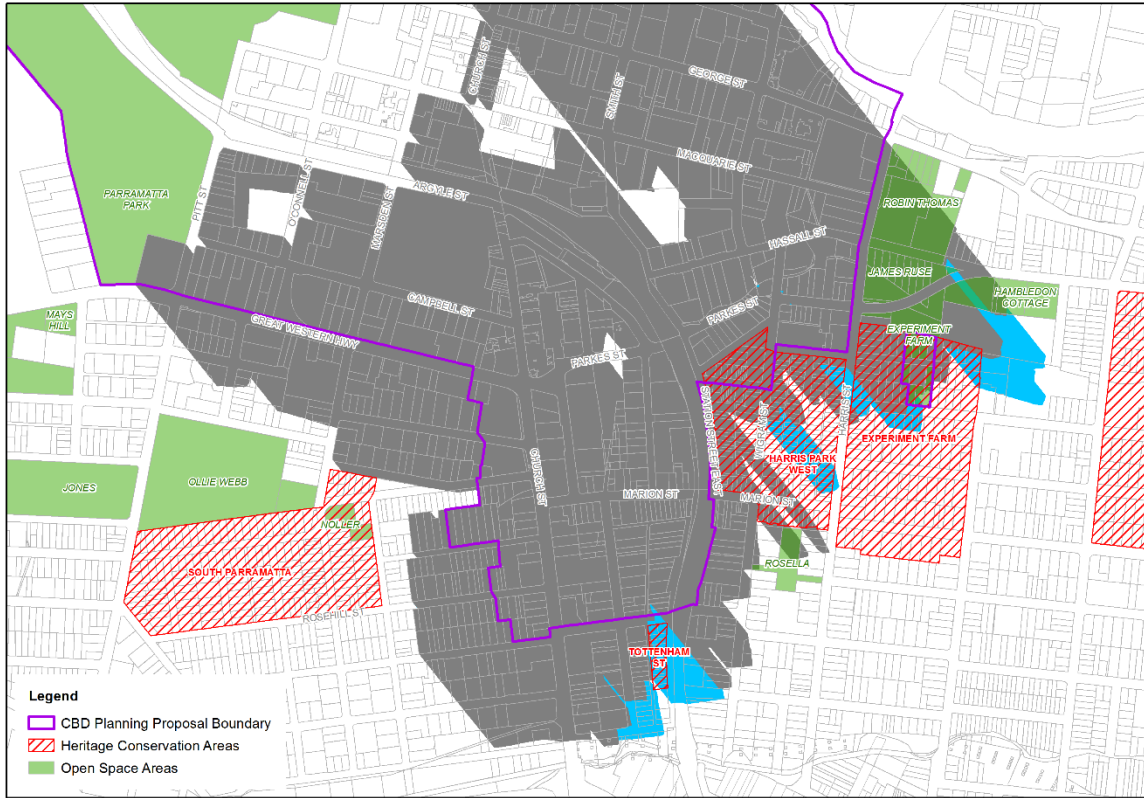 CHURCH ST
GEORGE ST
SMITH ST
MACQUARIE ST
O'CONNELL ST
ARGYLE ST
PARRAMATTA
PARK
PITT ST
MARSDEN ST
ROBIN THOMAS
HASSALL ST
JAMES RUSE
HAMBLEDON
COTTAGE
CAMPBELL ST
PARKES ST
MAYS
HILL
GREAT WESTERN HWY
EXPERIMENT
FARM
PARKES ST
STATION STREET EAST
WIGRAM ST
HARRIS ST
EXPERIMENT FARM
HARRIS PARK
WEST
CHURCH ST
JONES
OLLIE WEBB
MARION ST
MARION ST
NOLLER
ROSELLA
SOUTH PARRAMATTA
ROSEHILL ST
TOTTENHAM
ST
Legend
CBD Planning Proposal Boundary
Heritage Conservation Areas
Open Space Areas